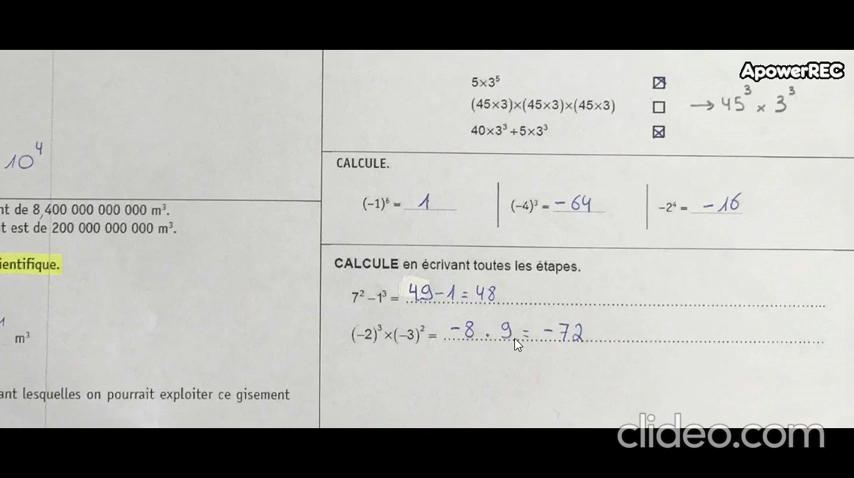 ApowerREC
5×3⁵
(45×3)×(45×3)×(45×3) → 45³ × 3³
40×3³+5×3³
10⁴
CALCULE.
(−1)⁶ = 1 (−4)³ = −64 −2⁴ = −16
nt de 8,400 000 000 000 m³.
t est de 200 000 000 000 m³.
ientifique.
CALCULE en écrivant toutes les étapes.
7² − 1³ = 49 − 1 = 48
(−2)³×(−3)² = −8 . 9 = −72
m³
ant lesquelles on pourrait exploiter ce gisement
clideo.com